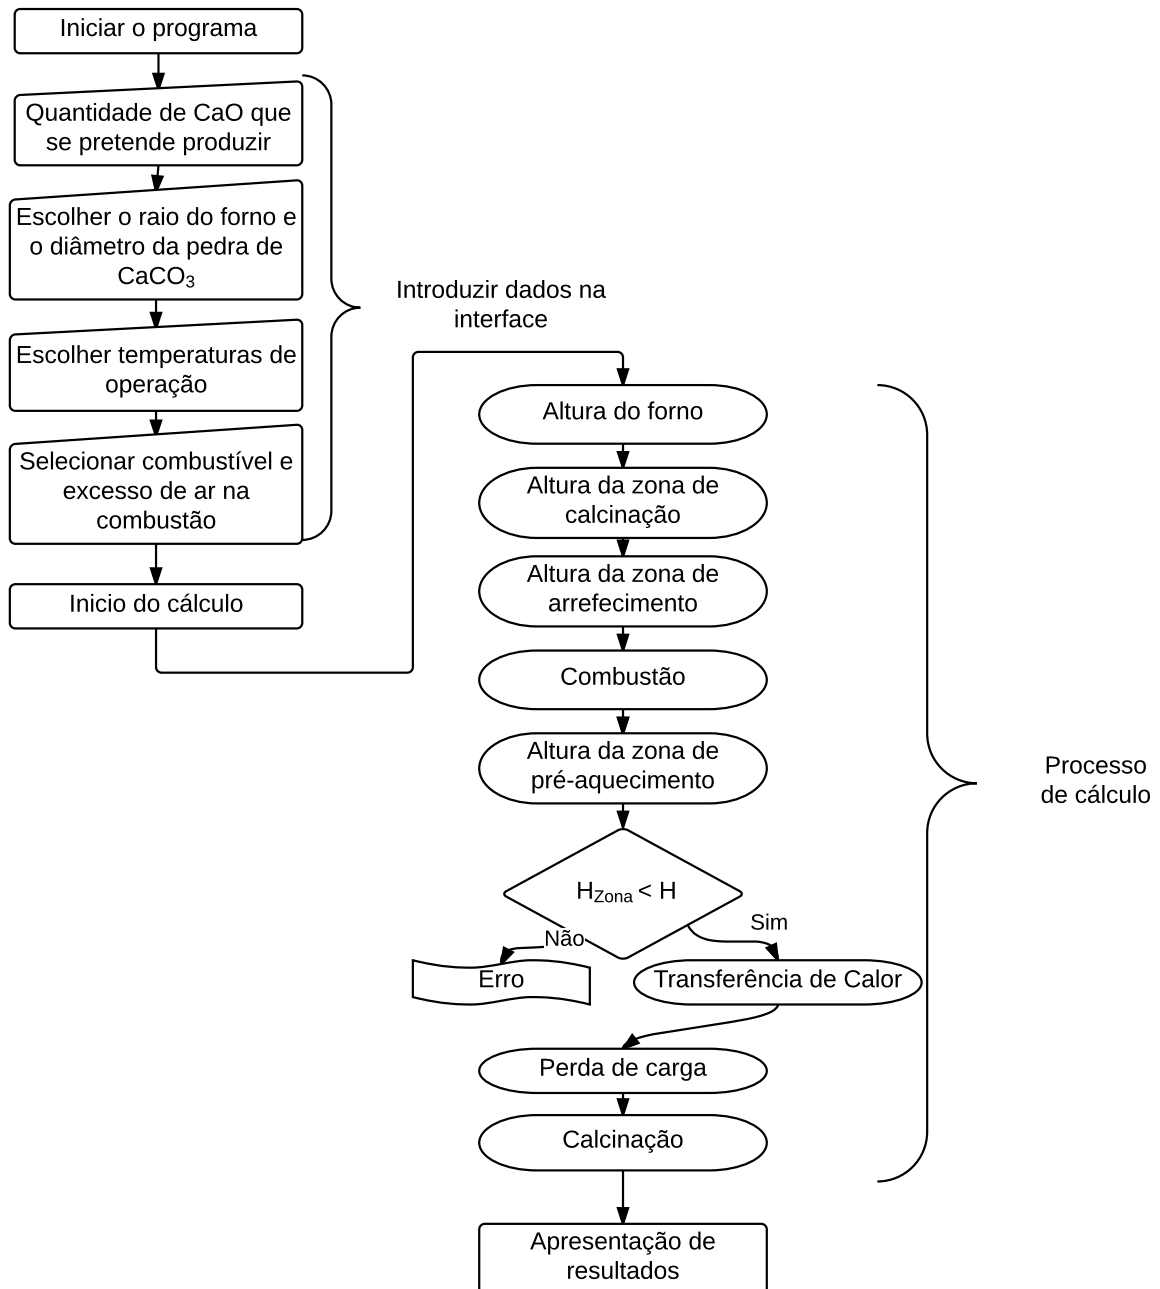 Iniciar o programa
Quantidade de CaO que
se pretende produzir
Escolher o raio do forno e
o diâmetro da pedra de
CaCO₃
Escolher temperaturas de
operação
Selecionar combustível e
excesso de ar na
combustão
Inicio do cálculo
Introduzir dados na
interface
Altura do forno
Altura da zona de
calcinação
Altura da zona de
arrefecimento
Combustão
Altura da zona de
pré-aquecimento
HZona < H
Não
Sim
Erro
Transferência de Calor
Perda de carga
Calcinação
Apresentação de
resultados
Processo
de cálculo